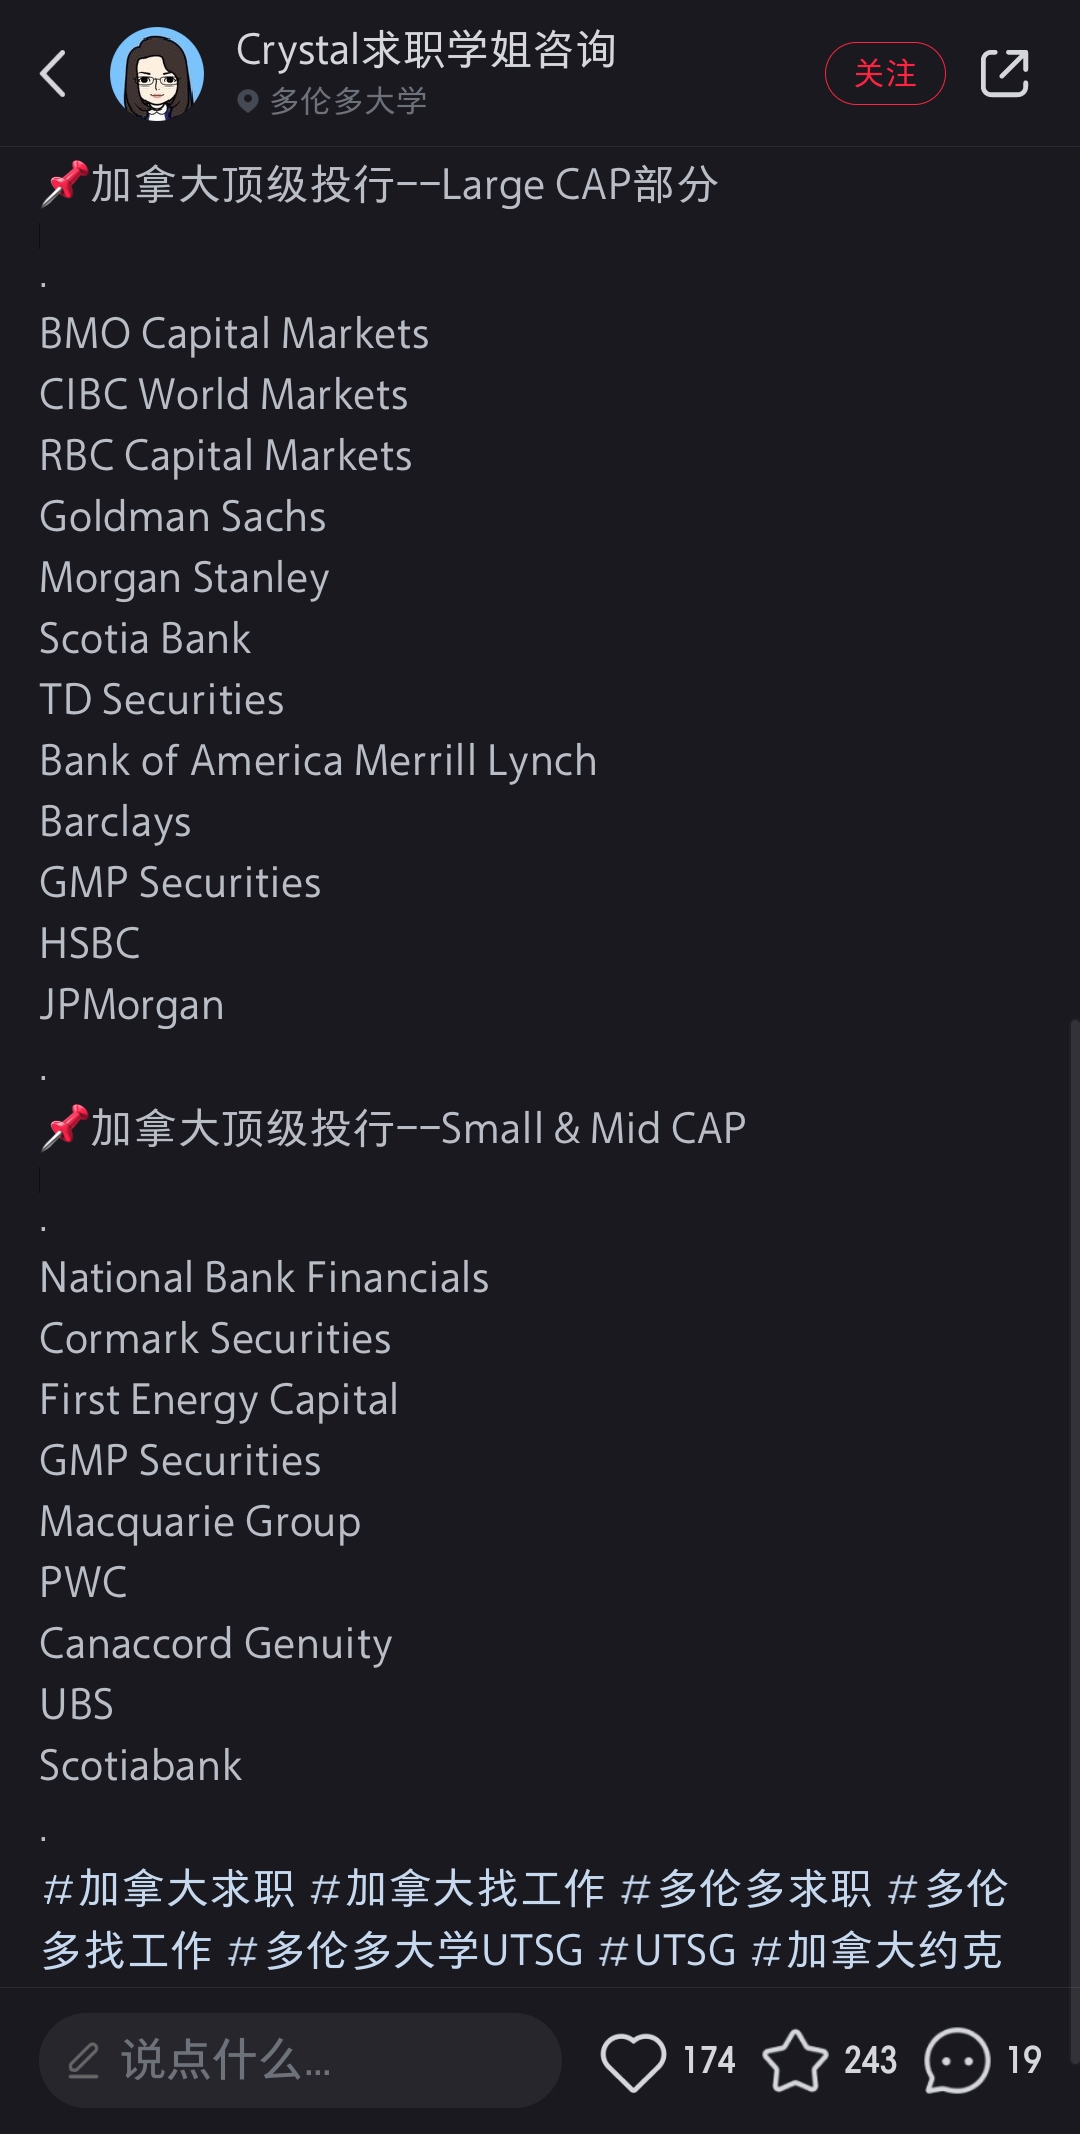 Crystal求职学姐咨询
多伦多大学
关注
📌加拿大顶级投行——Large CAP部分
.
BMO Capital Markets
CIBC World Markets
RBC Capital Markets
Goldman Sachs
Morgan Stanley
Scotia Bank
TD Securities
Bank of America Merrill Lynch
Barclays
GMP Securities
HSBC
JPMorgan
.
📌加拿大顶级投行——Small & Mid CAP
.
National Bank Financials
Cormark Securities
First Energy Capital
GMP Securities
Macquarie Group
PWC
Canaccord Genuity
UBS
Scotiabank
.
#加拿大求职 #加拿大找工作 #多伦多求职 #多伦
多找工作 #多伦多大学UTSG #UTSG #加拿大约克
说点什么...
174
243
19